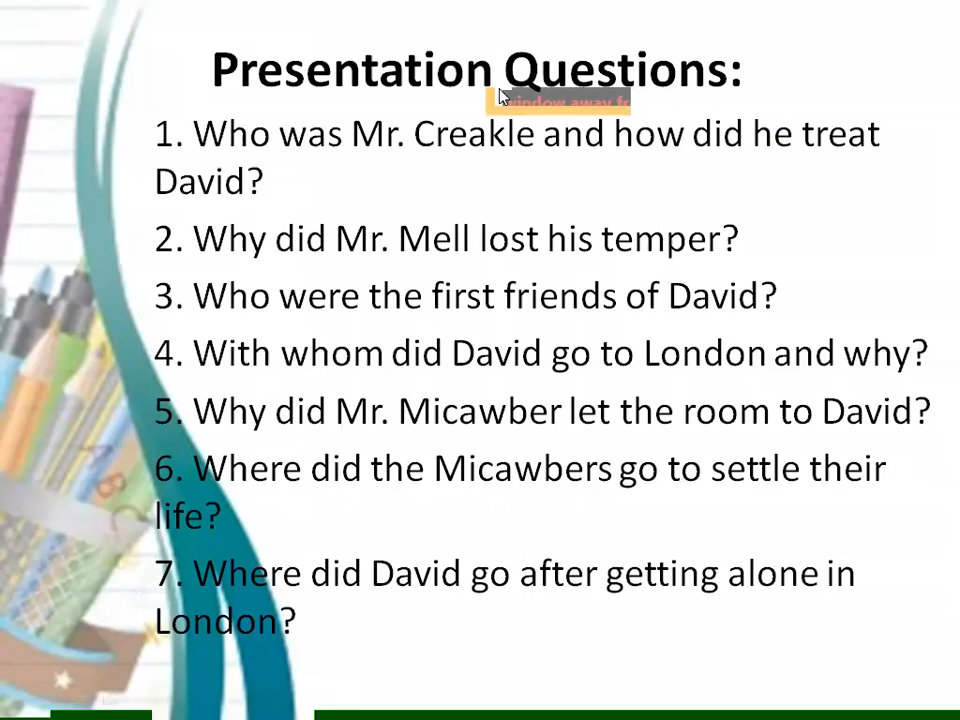 Presentation Questions:
window away fr
1. Who was Mr. Creakle and how did he treat
David?
2. Why did Mr. Mell lost his temper?
3. Who were the first friends of David?
4. With whom did David go to London and why?
5. Why did Mr. Micawber let the room to David?
6. Where did the Micawbers go to settle their
life?
7. Where did David go after getting alone in
London?